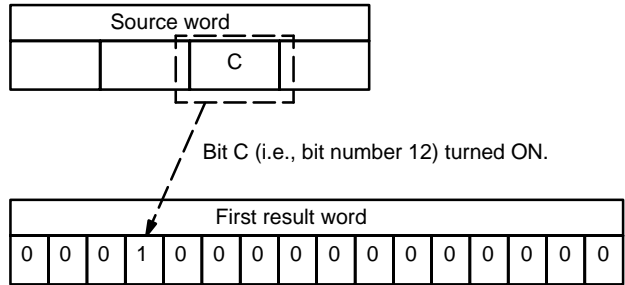 Source word
C
Bit C (i.e., bit number 12) turned ON.
First result word
0 0 0 1 0 0 0 0 0 0 0 0 0 0 0 0